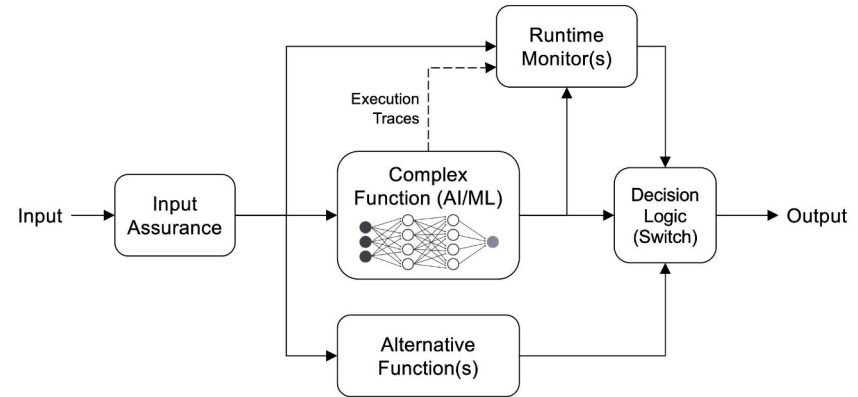 Runtime
Monitor(s)
Execution
Traces
Complex
Function (AI/ML)
Input
Input
Assurance
Decision
Logic
(Switch)
Output
Alternative
Function(s)